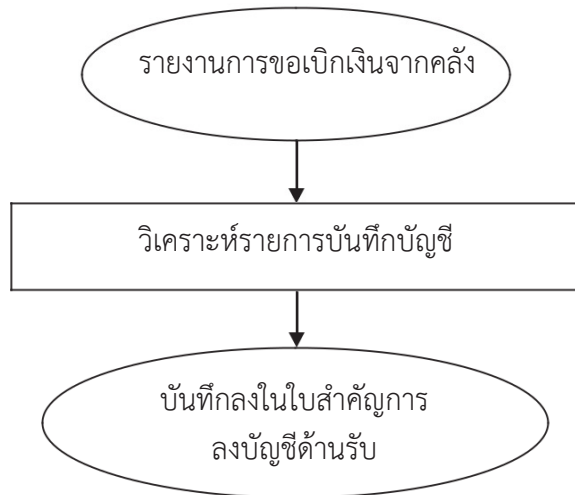 รายงานการขอเบิกเงินจากคลัง
วิเคราะห์รายการบันทึกบัญชี
บันทึกลงในใบสำคัญการ
ลงบัญชีด้านรับ